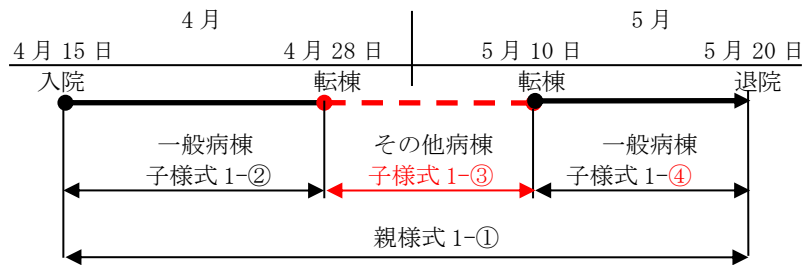 4月 5月
4月15日 4月28日 5月10日 5月20日
入院 転棟 転棟 退院
一般病棟 その他病棟 一般病棟
子様式1-② 子様式1-③ 子様式1-④
親様式1-①